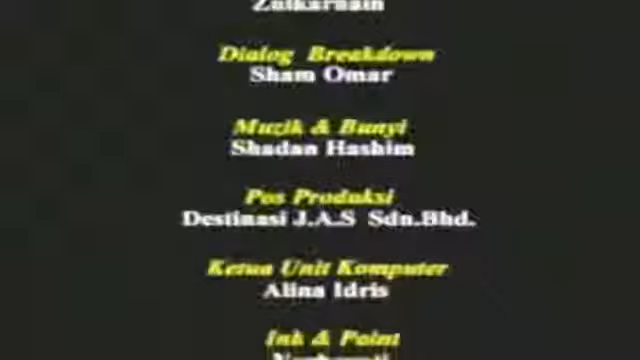 Zulkarnain
Dialog Breakdown
Sham Omar
Muzik & Bunyi
Shadan Hashim
Pos Produksi
Destinasi J.A.S Sdn.Bhd.
Ketua Unit Komputer
Alina Idris
Ink & Paint